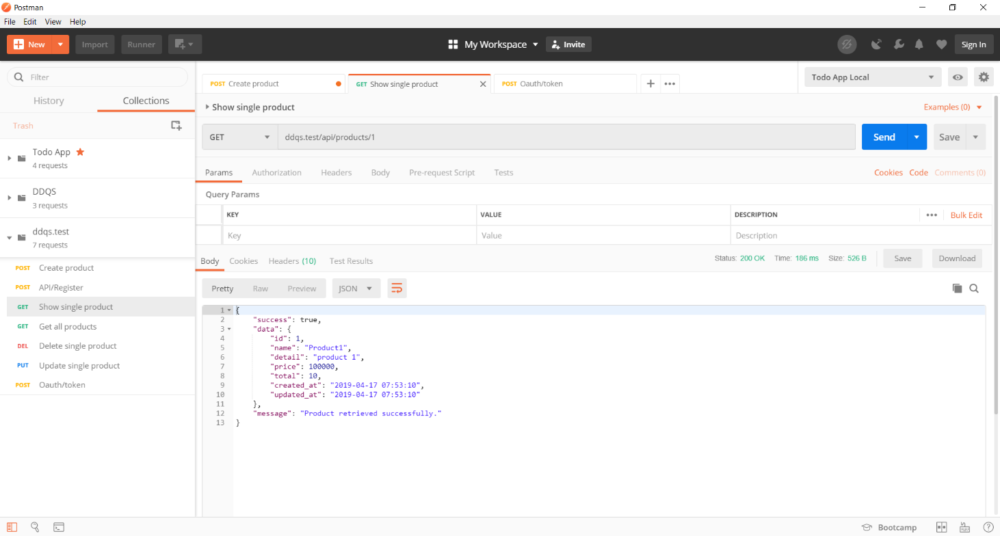 Postman
File Edit View Help
New Import Runner My Workspace Invite Sign In
Filter
History Collections
Trash
Todo App
4 requests
DDQS
3 requests
ddqs.test
7 requests
POST Create product
POST API/Register
GET Show single product
GET Get all products
DEL Delete single product
PUT Update single product
POST Oauth/token
POST Create product GET Show single product POST Oauth/token
Todo App Local
Show single product Examples (0)
GET ddqs.test/api/products/1 Send Save
Params Authorization Headers Body Pre-request Script Tests Cookies Code Comments (0)
Query Params
KEY VALUE DESCRIPTION Bulk Edit
Key Value Description
Body Cookies Headers (10) Test Results Status: 200 OK Time: 186 ms Size: 526 B Save Download
Pretty Raw Preview JSON
1 {
2 "success": true,
3 "data": {
4 "id": 1,
5 "name": "Product1",
6 "detail": "product 1",
7 "price": 100000,
8 "total": 10,
9 "created_at": "2019-04-17 07:53:10",
10 "updated_at": "2019-04-17 07:53:10"
11 },
12 "message": "Product retrieved successfully."
13 }
Bootcamp